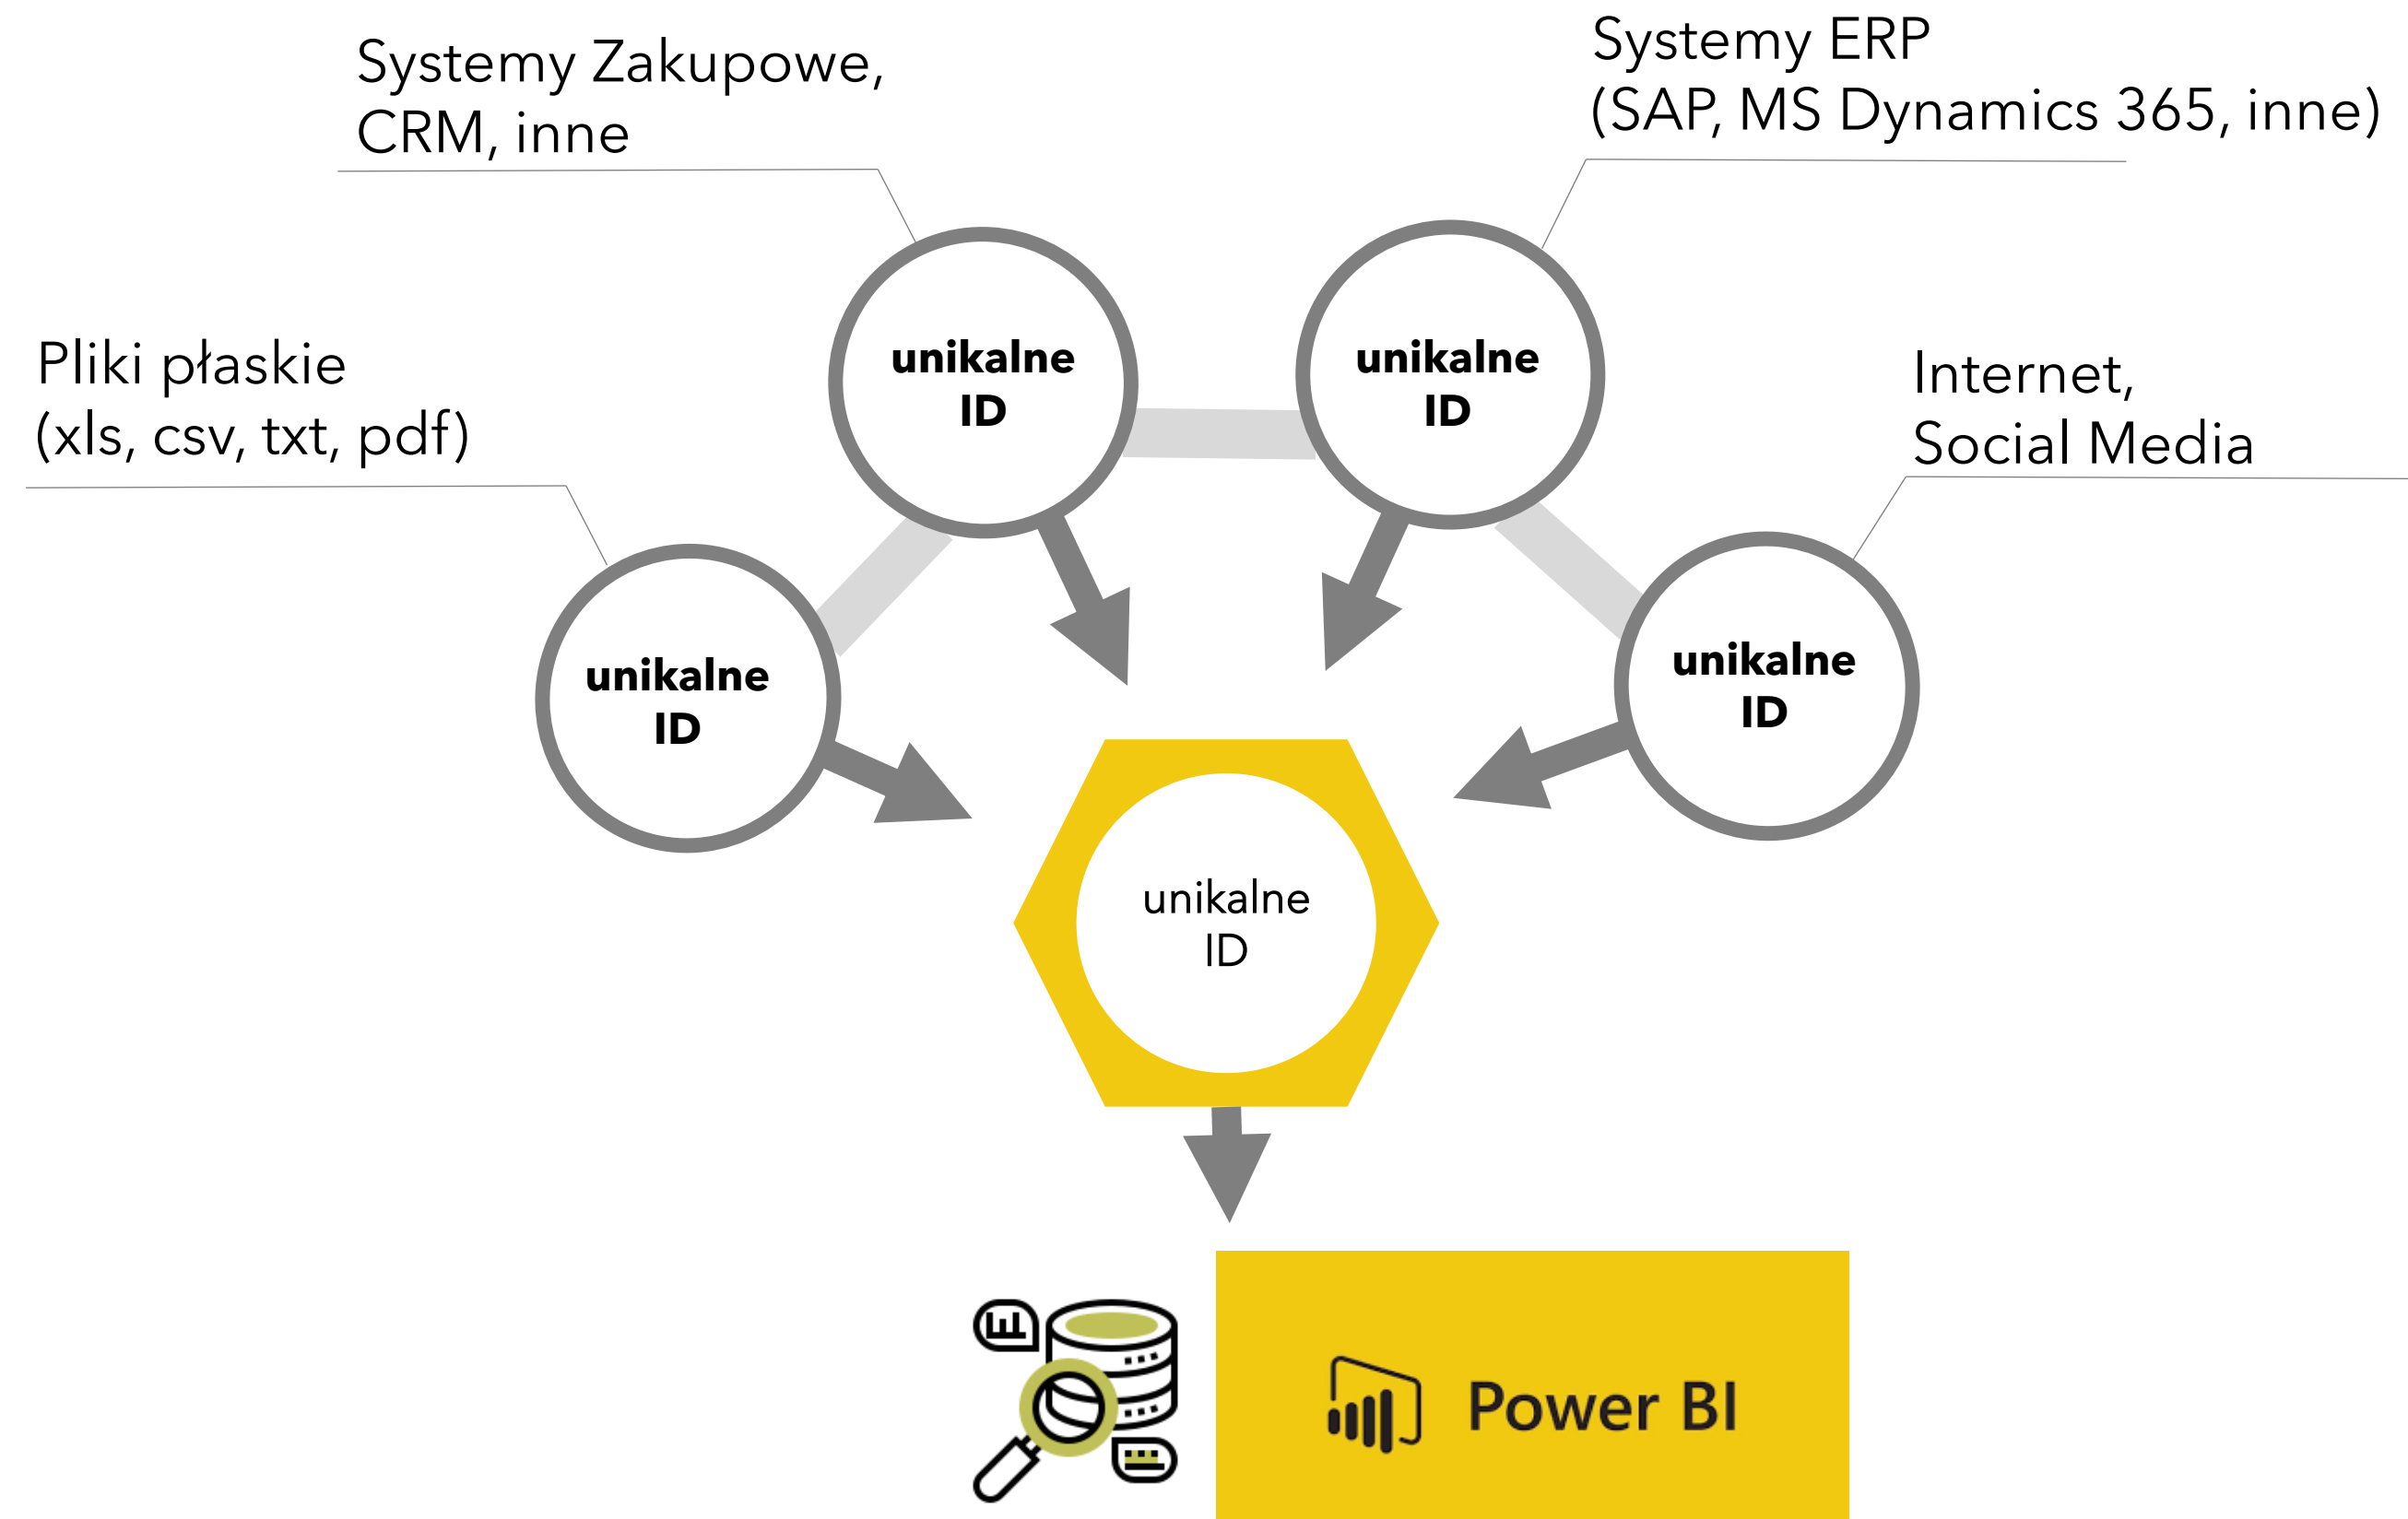 Systemy Zakupowe,
CRM, inne
Systemy ERP
(SAP, MS Dynamics 365, inne)
Pliki płaskie
(xls, csv, txt, pdf)
Internet,
Social Media
unikalne
ID
unikalne
ID
unikalne
ID
unikalne
ID
unikalne
ID
Power BI